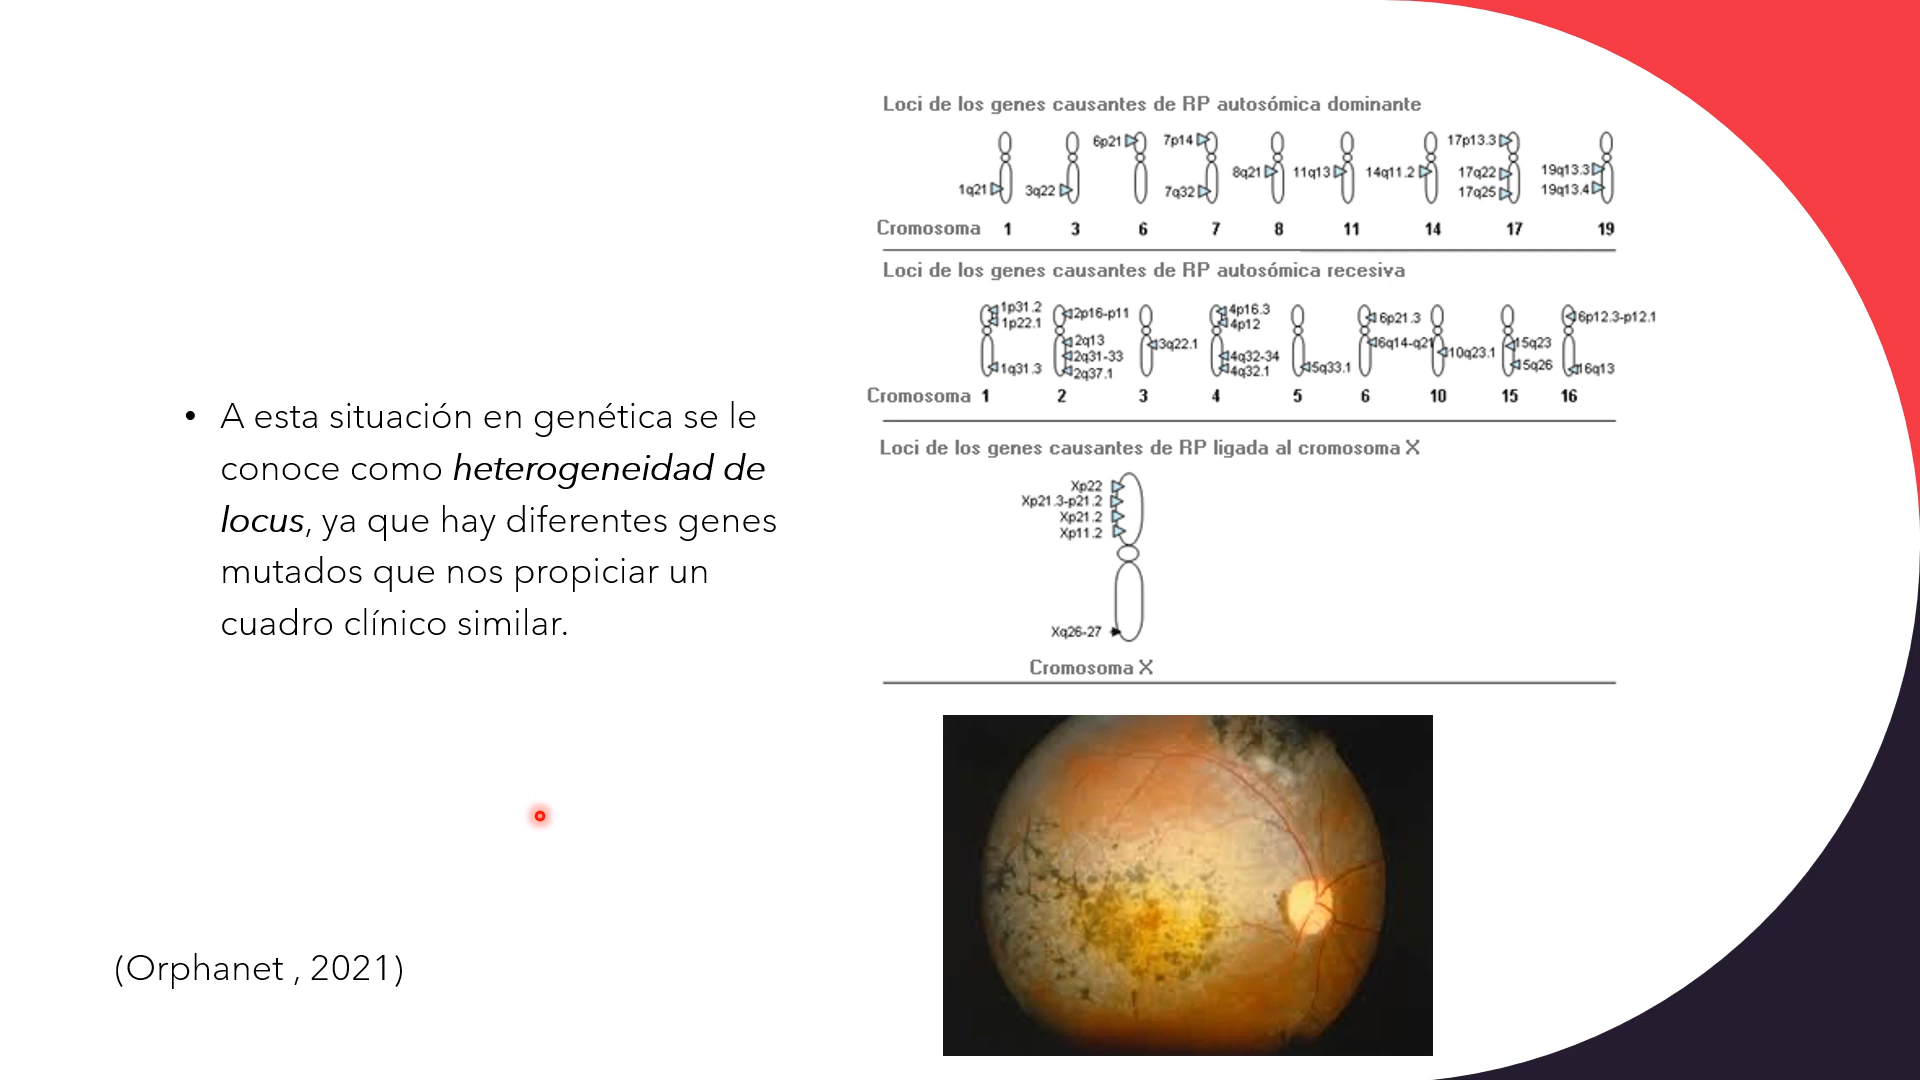 • A esta situación en genética se le
conoce como heterogeneidad de
locus, ya que hay diferentes genes
mutados que nos propiciar un
cuadro clínico similar.
(Orphanet , 2021)
Loci de los genes causantes de RP autosómica dominante
6p21 7p14 17p13.3
8q21 11q13 14q11.2 17q22 19q13.3
1q21 3q22 7q32 17q25 19q13.4
Cromosoma 1 3 6 7 8 11 14 17 19
Loci de los genes causantes de RP autosómica recesiva
1p31.2 2p16-p11 4p16.3 6p21.3 6p12.3-p12.1
1p22.1 4p12
2q13 3q22.1 6q14-q21 15q23
2q31-33 4q32-34 10q23.1
1q31.3 2q37.1 4q32.1 5q33.1 15q26 16q13
Cromosoma 1 2 3 4 5 6 10 15 16
Loci de los genes causantes de RP ligada al cromosoma X
Xp22
Xp21.3-p21.2
Xp21.2
Xp11.2
Xq26-27
Cromosoma X